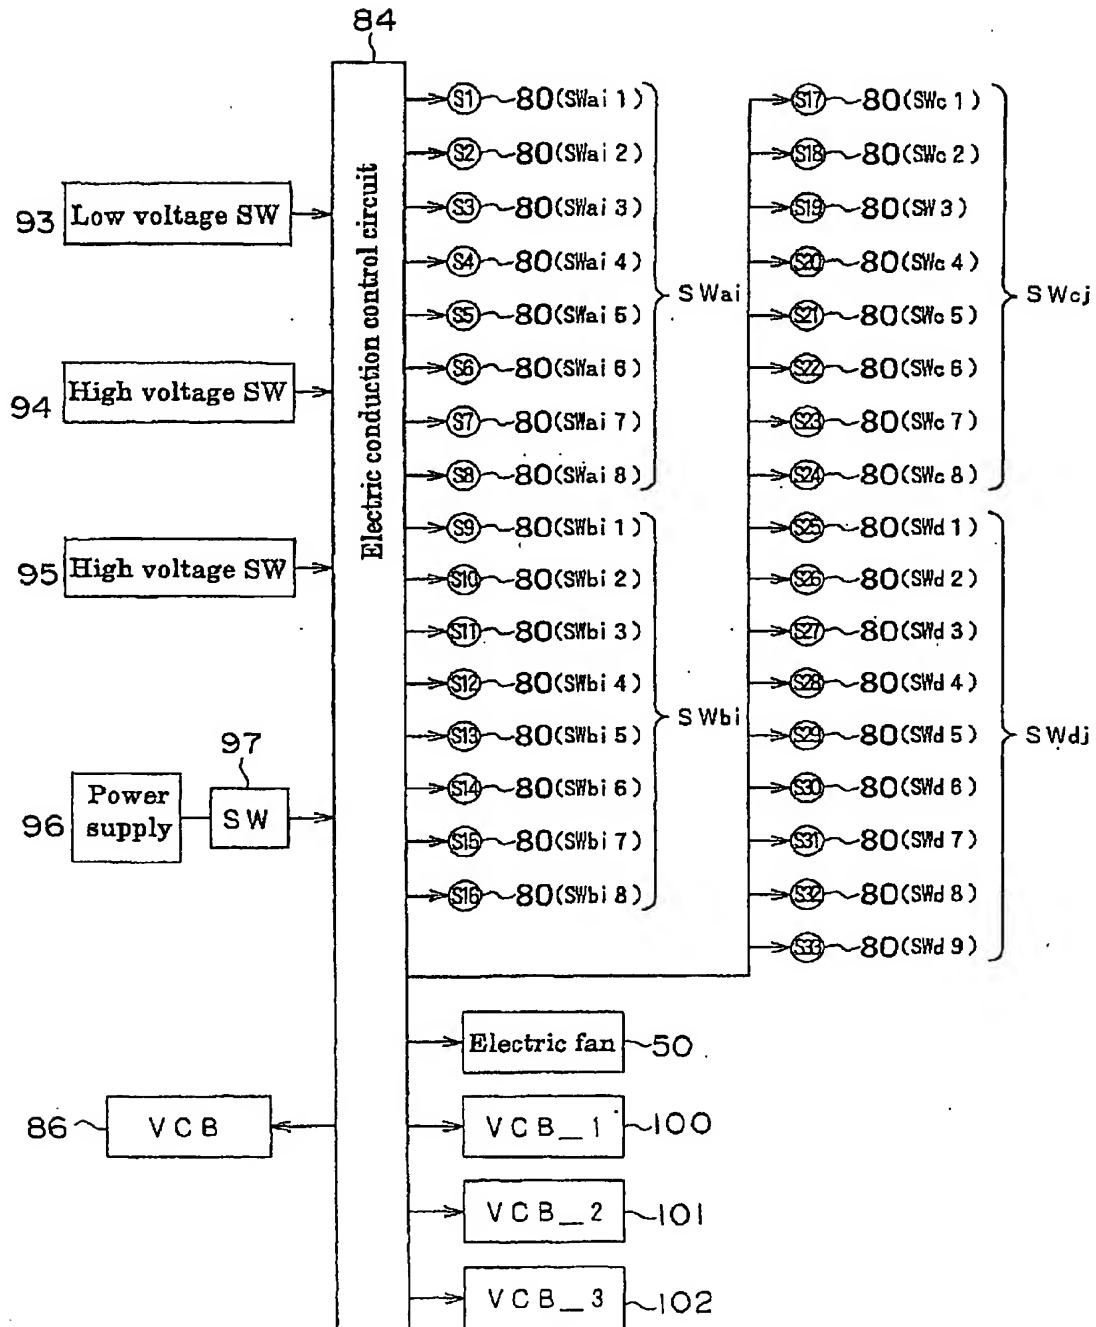 84
Electric conduction control circuit
93 Low voltage SW
94 High voltage SW
95 High voltage SW
96 Power supply
97
SW
86 VCB
S1 80(SWai 1)
S2 80(SWai 2)
S3 80(SWai 3)
S4 80(SWai 4)
S5 80(SWai 5)
S6 80(SWai 6)
S7 80(SWai 7)
S8 80(SWai 8)
SWai
S9 80(SWbi 1)
S10 80(SWbi 2)
S11 80(SWbi 3)
S12 80(SWbi 4)
S13 80(SWbi 5)
S14 80(SWbi 6)
S15 80(SWbi 7)
S16 80(SWbi 8)
SWbi
S17 80(SWc 1)
S18 80(SWc 2)
S19 80(SW 3)
S20 80(SWc 4)
S21 80(SWc 5)
S22 80(SWc 6)
S23 80(SWc 7)
S24 80(SWc 8)
SWcj
S25 80(SWd 1)
S26 80(SWd 2)
S27 80(SWd 3)
S28 80(SWd 4)
S29 80(SWd 5)
S30 80(SWd 6)
S31 80(SWd 7)
S32 80(SWd 8)
S33 80(SWd 9)
SWdj
Electric fan 50
VCB_1 100
VCB_2 101
VCB_3 102